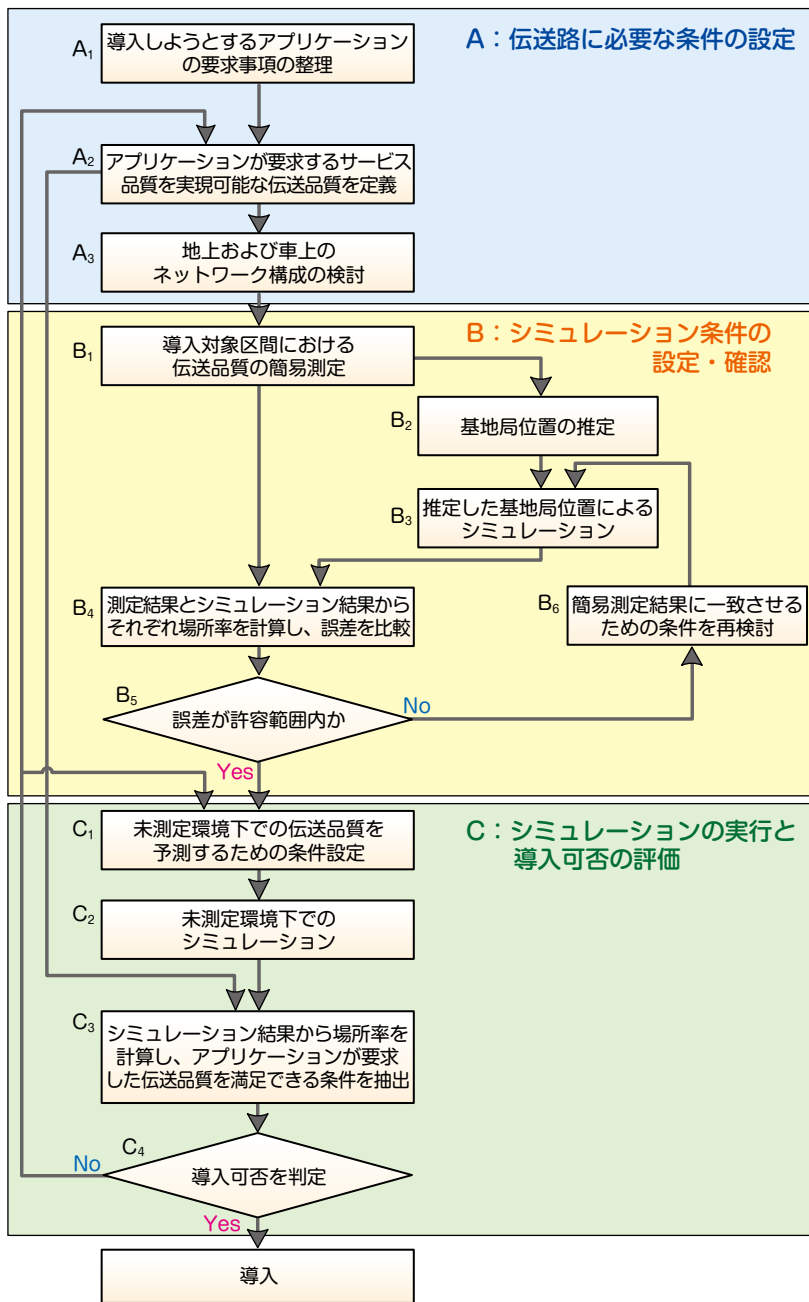 A：伝送路に必要な条件の設定
A1
導入しようとするアプリケーション
の要求事項の整理
A2
アプリケーションが要求するサービス
品質を実現可能な伝送品質を定義
A3
地上および車上の
ネットワーク構成の検討
B：シミュレーション条件の
設定・確認
B1
導入対象区間における
伝送品質の簡易測定
B2
基地局位置の推定
B3
推定した基地局位置による
シミュレーション
B4
測定結果とシミュレーション結果から
それぞれ場所率を計算し、誤差を比較
B6
簡易測定結果に一致させる
ための条件を再検討
B5
誤差が許容範囲内か
No
Yes
C：シミュレーションの実行と
導入可否の評価
C1
未測定環境下での伝送品質を
予測するための条件設定
C2
未測定環境下での
シミュレーション
C3
シミュレーション結果から場所率を
計算し、アプリケーションが要求
した伝送品質を満足できる条件を抽出
C4
導入可否を判定
No
Yes
導入